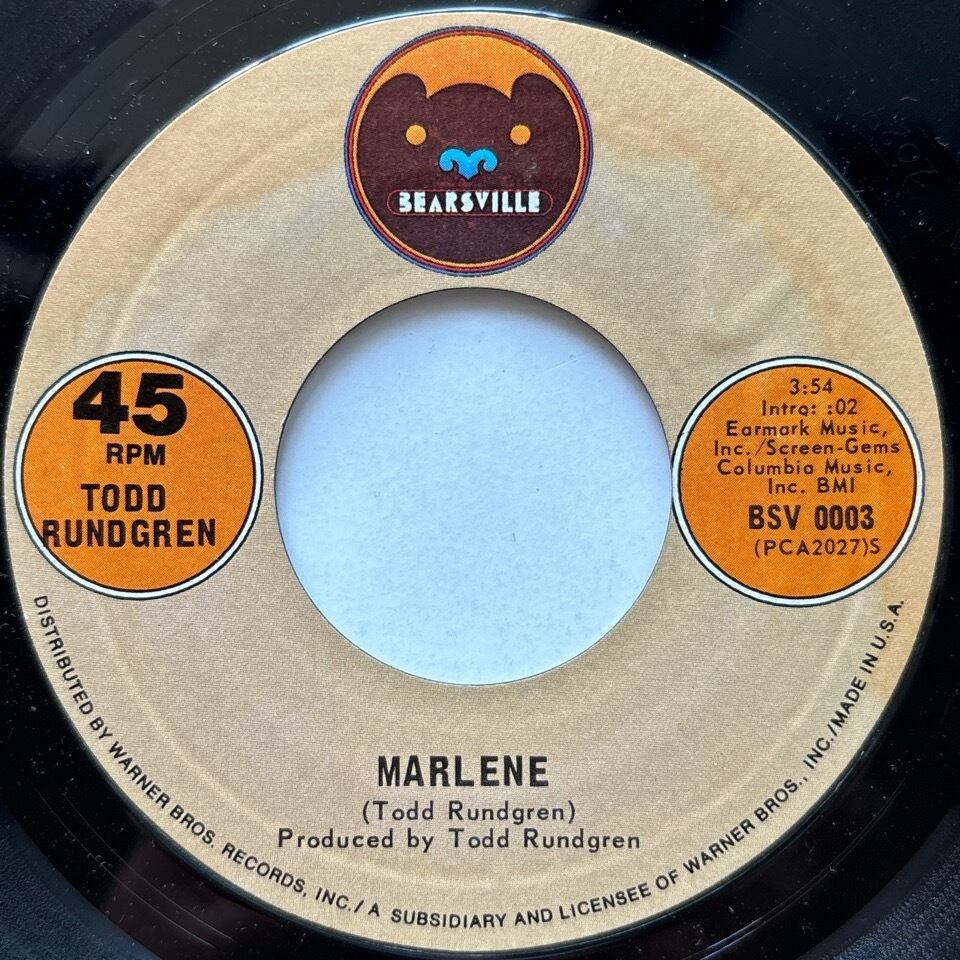 BEARSVILLE
45
RPM
TODD
RUNDGREN
3:54
Intro: :02
Earmark Music,
Inc./Screen-Gems
Columbia Music,
Inc. BMI
BSV 0003
(PCA2027)S
MARLENE
(Todd Rundgren)
Produced by Todd Rundgren
DISTRIBUTED BY WARNER BROS. RECORDS, INC./A SUBSIDIARY AND LICENSEE OF WARNER BROS., INC./MADE IN U.S.A.